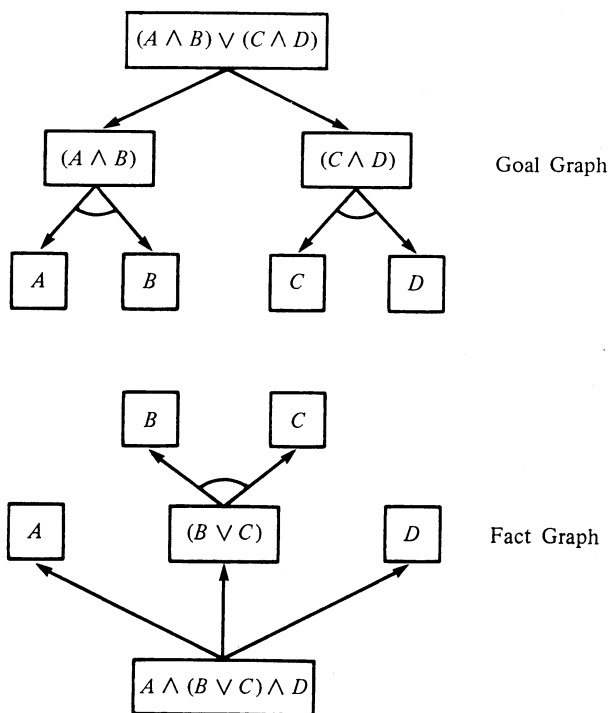 (A ∧ B) ∨ (C ∧ D)
(A ∧ B)
(C ∧ D)
Goal Graph
A
B
C
D
B
C
A
(B ∨ C)
D
Fact Graph
A ∧ (B ∨ C) ∧ D